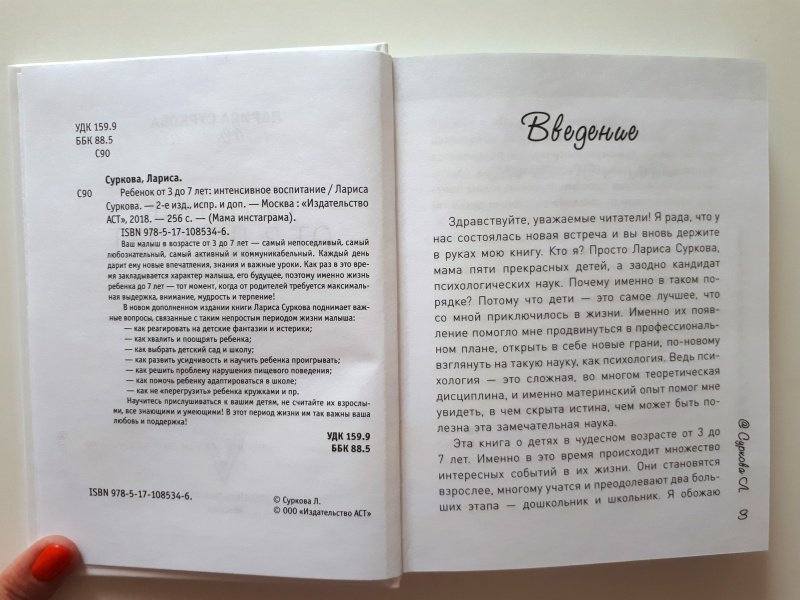 УДК 159.9
ББК 88.5
С90
Суркова, Лариса.
С90 Ребенок от 3 до 7 лет: интенсивное воспитание / Лариса
Суркова. — 2-е изд., испр. и доп. — Москва : «Издательство
АСТ», 2018. — 256 с. — (Мама инстаграма).
ISBN 978-5-17-108534-6.
Ваш малыш в возрасте от 3 до 7 лет — самый непоседливый, самый
любознательный, самый активный и коммуникабельный. Каждый день
дарит ему новые впечатления, знания и важные уроки. Как раз в это время
закладывается характер малыша, его будущее, поэтому именно жизнь
ребенка до 7 лет — тот момент, когда от родителей требуется максималь-
ная выдержка, внимание, мудрость и терпение!
В новом дополненном издании книги Лариса Суркова поднимает важ-
ные вопросы, связанные с таким непростым периодом жизни малыша:
— как реагировать на детские фантазии и истерики;
— как хвалить и поощрять ребенка;
— как выбрать детский сад и школу;
— как развить усидчивость и научить ребенка проигрывать;
— как решить проблему нарушения пищевого поведения;
— как помочь ребенку адаптироваться в школе;
— как не «перегрузить» ребенка кружками и пр.
Научитесь прислушиваться к вашим детям, не считайте их взрослы-
ми, все знающими и умеющими! В этот период жизни им так важны ваша
любовь и поддержка!
УДК 159.9
ББК 88.5
ISBN 978-5-17-108534-6.
© Суркова Л.
© ООО «Издательство АСТ»
Введение
Здравствуйте, уважаемые читатели! Я рада, что у
нас состоялась новая встреча и вы вновь держите
в руках мою книгу. Кто я? Просто Лариса Суркова,
мама пяти прекрасных детей, а заодно кандидат
психологических наук. Почему именно в таком по-
рядке? Потому что дети — это самое лучшее, что
со мной приключилось в жизни. Именно их появ-
ление помогло мне продвинуться в профессиональ-
ном плане, открыть в себе новые грани, по-новому
взглянуть на такую науку, как психология. Ведь пси-
хология — это сложная, во многом теоретическая
дисциплина, и именно материнский опыт помог мне
увидеть, в чем скрыта истина, чем может быть по-
лезна эта замечательная наука.
Эта книга о детях в чудесном возрасте от 3 до
7 лет. Именно в это время происходит множество
интересных событий в их жизни. Они становятся
взрослее, многому учатся и преодолевают два боль-
ших этапа — дошкольник и школьник. Я обожаю
@Суркова Л.
3